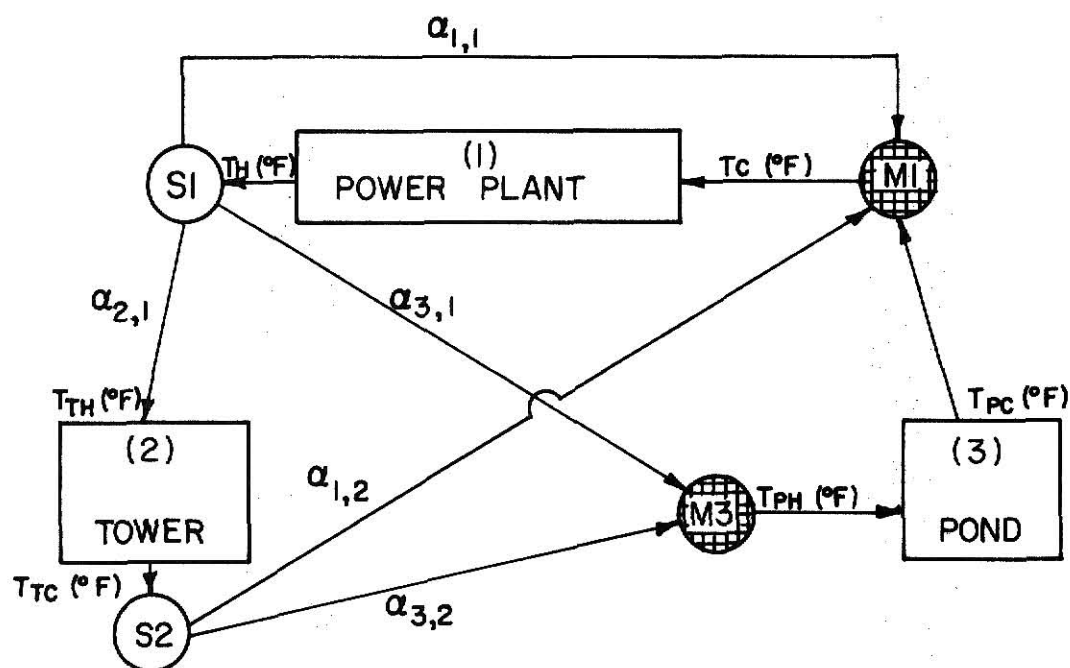 α1,1
(1)
TH (°F)
TC (°F)
S1
POWER PLANT
M1
α2,1
α3,1
TTH (°F)
TPC (°F)
(2)
(3)
α1,2
M3
TPH (°F)
TOWER
POND
TTC (°F)
α3,2
S2